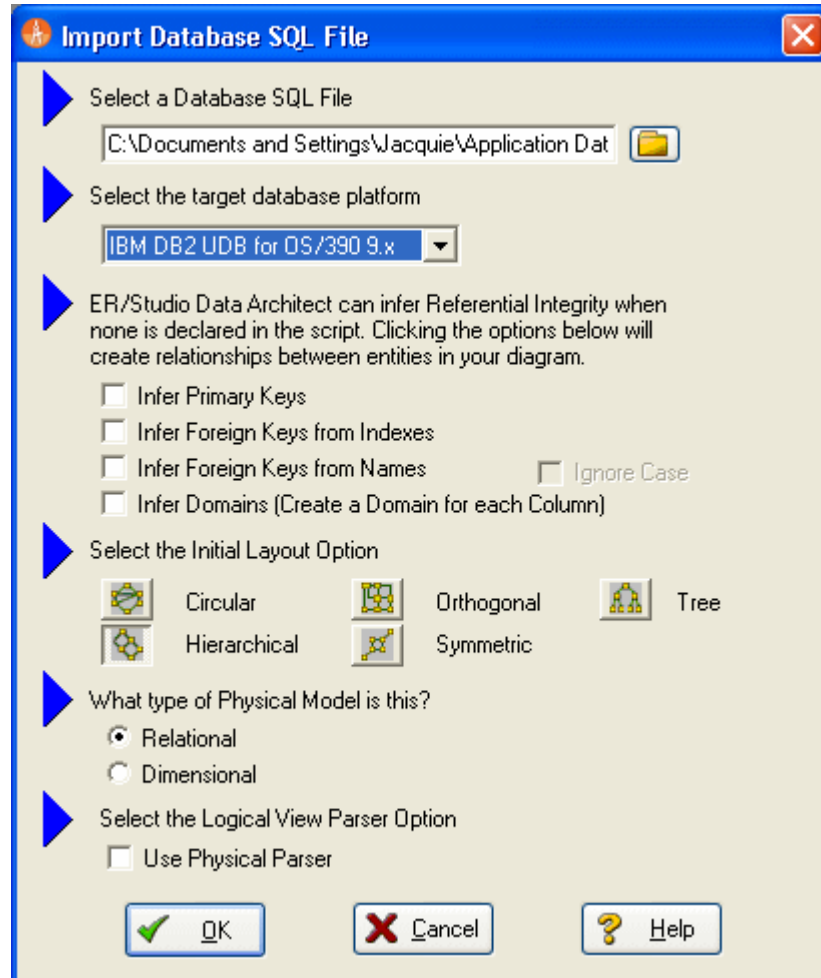 Import Database SQL File
Select a Database SQL File
C:\Documents and Settings\Jacquie\Application Dat
Select the target database platform
IBM DB2 UDB for OS/390 9.x
ER/Studio Data Architect can infer Referential Integrity when
none is declared in the script. Clicking the options below will
create relationships between entities in your diagram.
Infer Primary Keys
Infer Foreign Keys from Indexes
Infer Foreign Keys from Names Ignore Case
Infer Domains (Create a Domain for each Column)
Select the Initial Layout Option
Circular Orthogonal Tree
Hierarchical Symmetric
What type of Physical Model is this?
Relational
Dimensional
Select the Logical View Parser Option
Use Physical Parser
OK Cancel Help